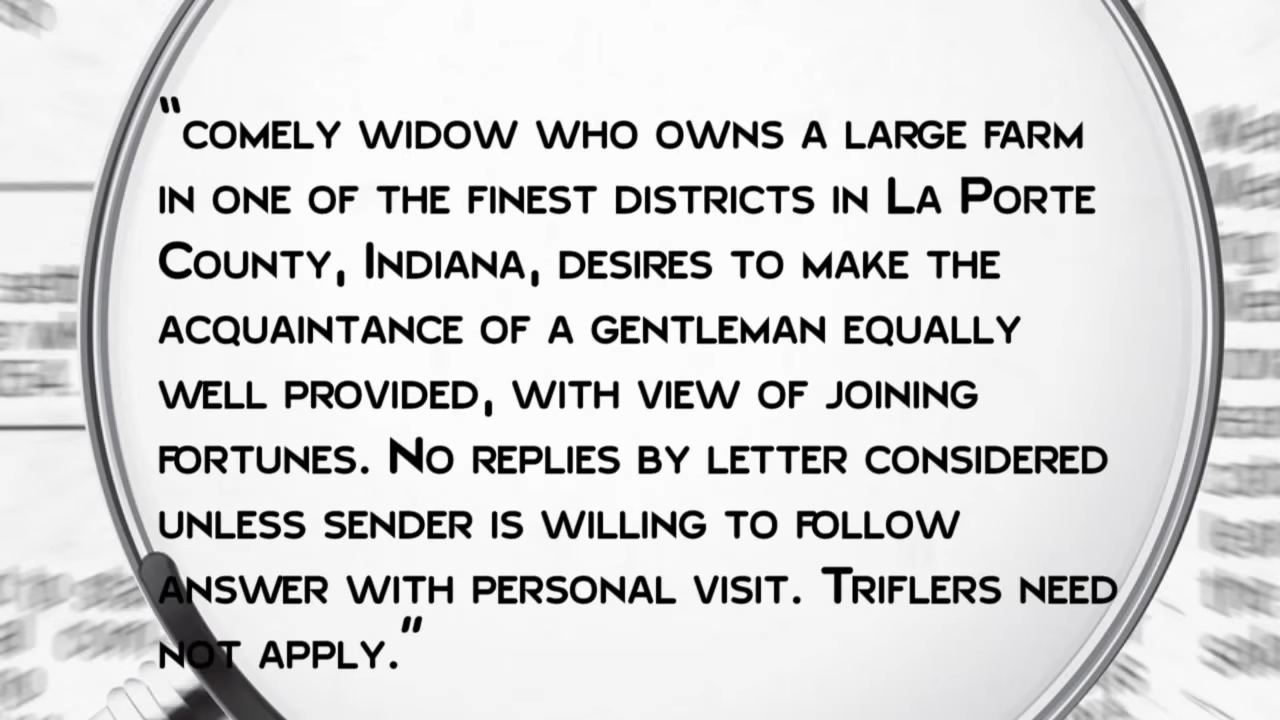 "comely widow who owns a large farm
in one of the finest districts in La Porte
County, Indiana, desires to make the
acquaintance of a gentleman equally
well provided, with view of joining
fortunes. No replies by letter considered
unless sender is willing to follow
answer with personal visit. Triflers need
not apply."